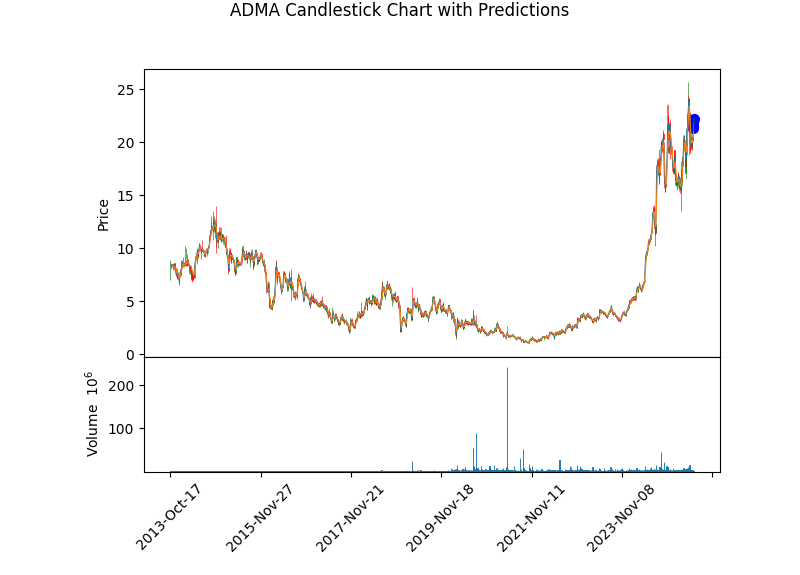 ADMA Candlestick Chart with Predictions
25
20
15
10
5
0
Price
200
100
Volume 10^6
2013-Oct-17
2015-Nov-27
2017-Nov-21
2019-Nov-18
2021-Nov-11
2023-Nov-08